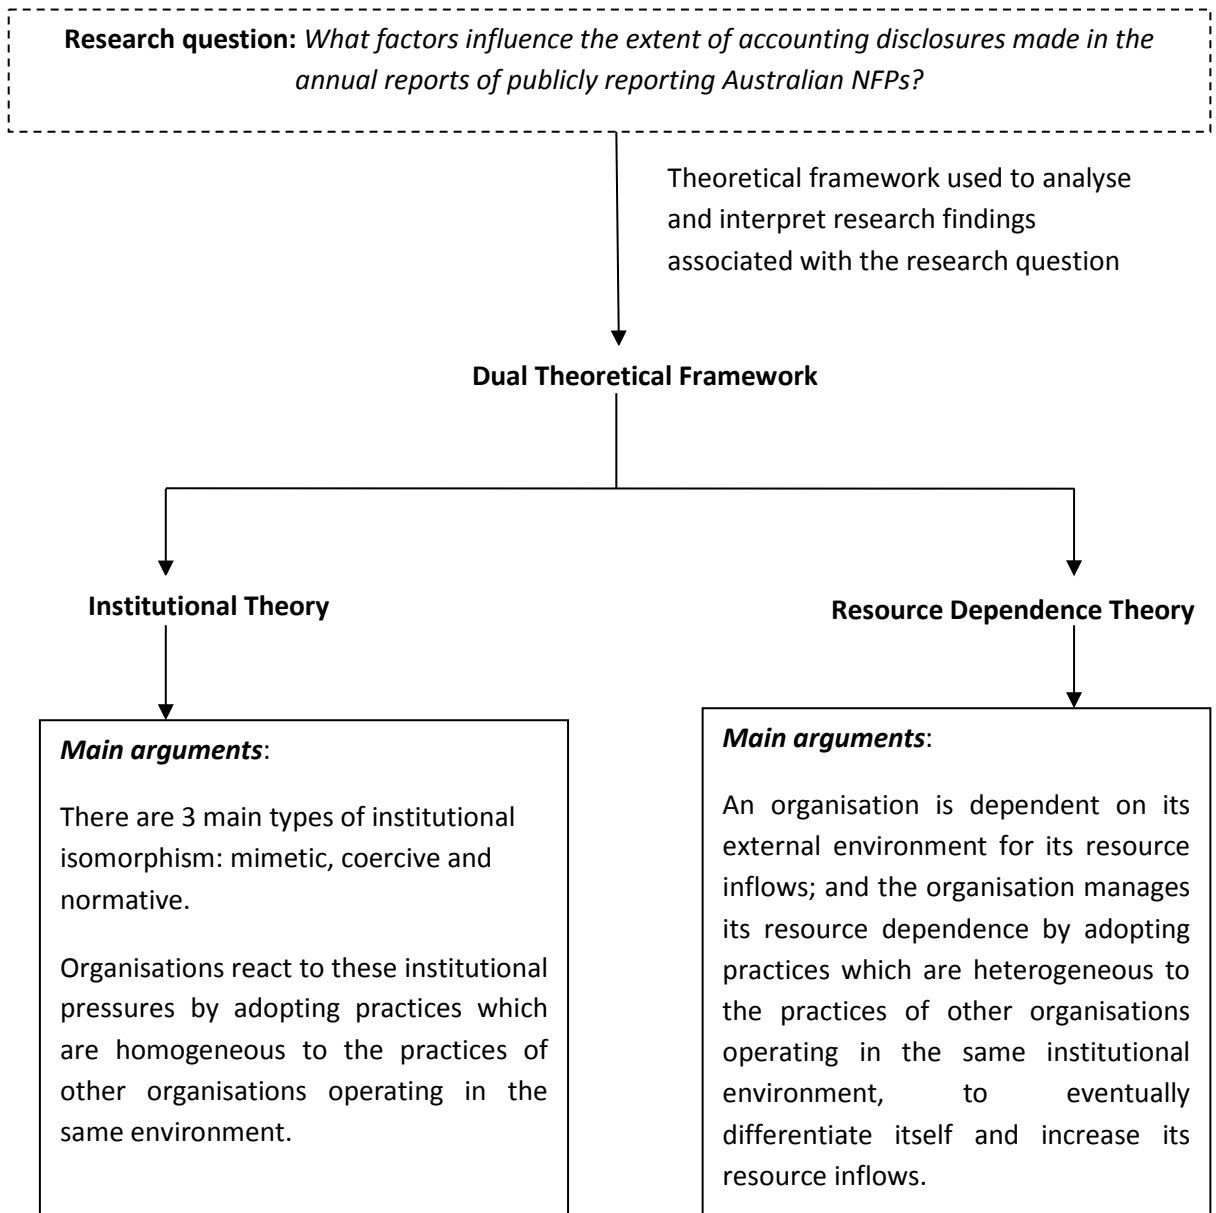 Research question: What factors influence the extent of accounting disclosures made in the
annual reports of publicly reporting Australian NFPs?
Theoretical framework used to analyse
and interpret research findings
associated with the research question
Dual Theoretical Framework
Institutional Theory
Resource Dependence Theory
Main arguments:
There are 3 main types of institutional
isomorphism: mimetic, coercive and
normative.
Organisations react to these institutional
pressures by adopting practices which
are homogeneous to the practices of
other organisations operating in the
same environment.
Main arguments:
An organisation is dependent on its
external environment for its resource
inflows; and the organisation manages
its resource dependence by adopting
practices which are heterogeneous to
the practices of other organisations
operating in the same institutional
environment, to eventually
differentiate itself and increase its
resource inflows.